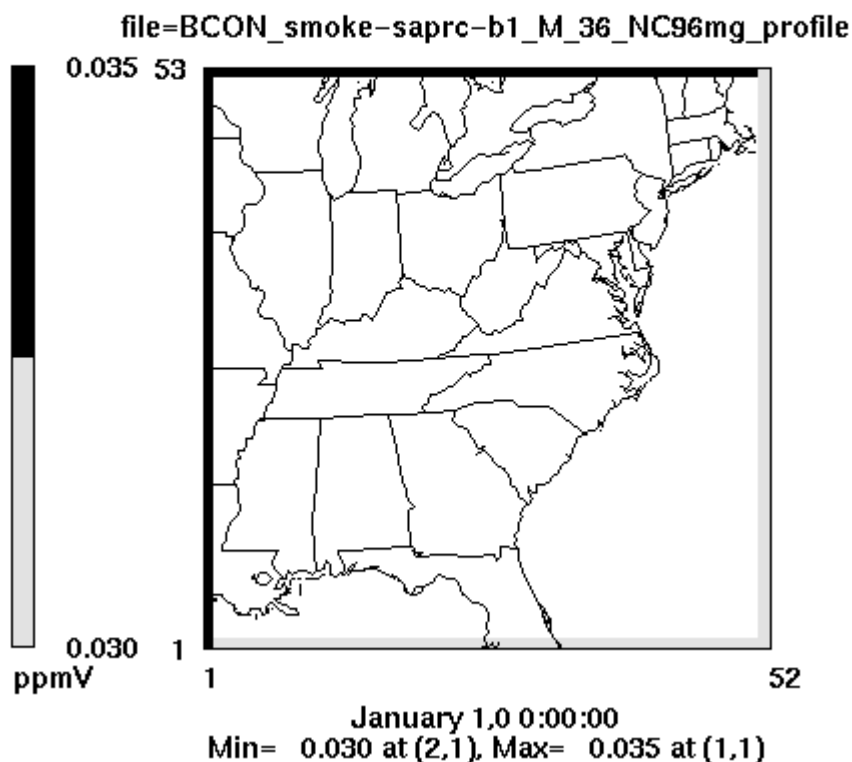 file=BCON_smoke-saprc-b1_M_36_NC96mg_profile
0.035 53
0.030 1
ppmV 1 52
January 1,0 0:00:00
Min= 0.030 at (2,1), Max= 0.035 at (1,1)